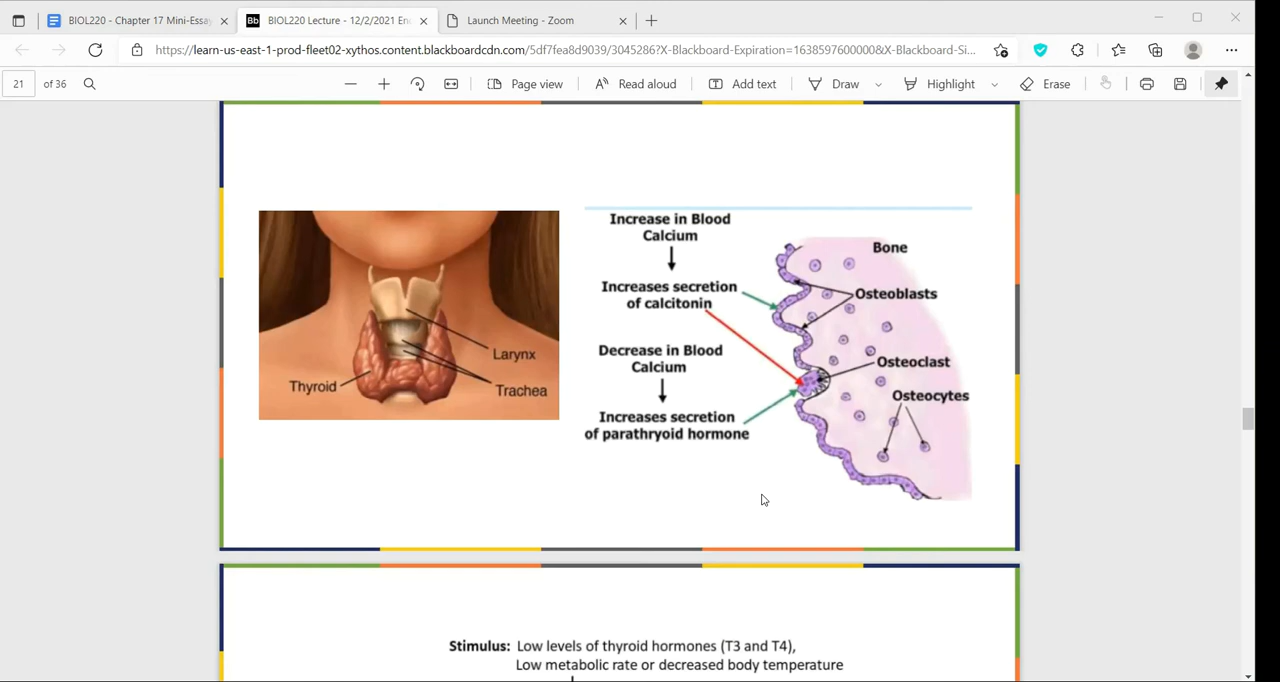 BIOL220 - Chapter 17 Mini-Essay
BIOL220 Lecture - 12/2/2021 En
Launch Meeting - Zoom
https://learn-us-east-1-prod-fleet02-xythos.content.blackboardcdn.com/5df7fea8d9039/3045286?X-Blackboard-Expiration=1638597600000&X-Blackboard-Si...
21 of 36
Page view
Read aloud
Add text
Draw
Highlight
Erase
Larynx
Thyroid
Trachea
Increase in Blood
Calcium
Increases secretion
of calcitonin
Decrease in Blood
Calcium
Increases secretion
of parathryoid hormone
Bone
Osteoblasts
Osteoclast
Osteocytes
Stimulus: Low levels of thyroid hormones (T3 and T4),
Low metabolic rate or decreased body temperature